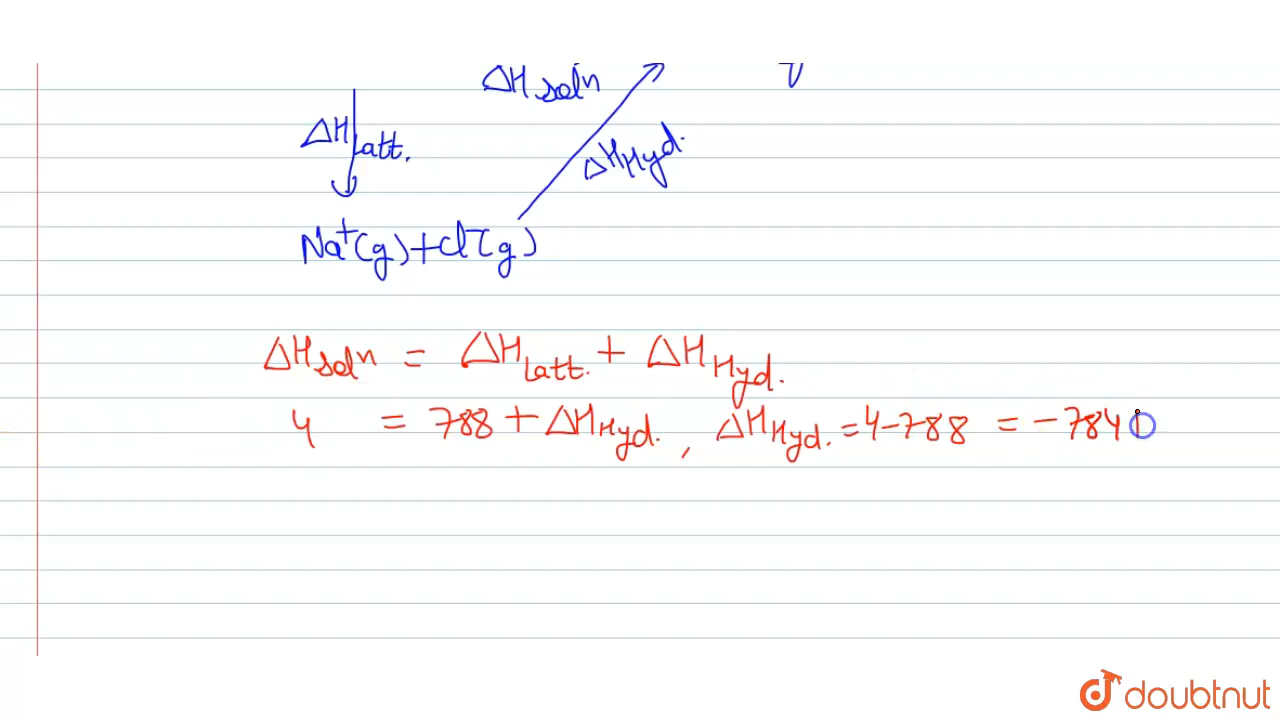 ΔH soln
ΔH Latt.
ΔH Hyd.
Na⁺(g) + Cl⁻(g)
ΔH soln = ΔH Latt. + ΔH Hyd.
4 = 788 + ΔH Hyd. , ΔH Hyd. = 4 - 788 = -784
doubtnut